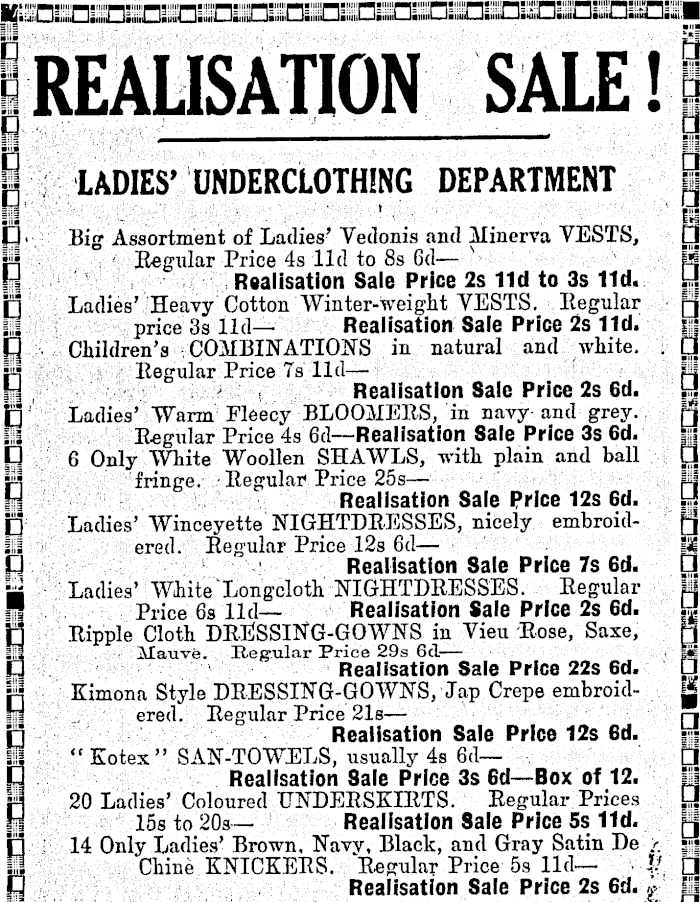 REALISATION SALE!
LADIES' UNDERCLOTHING DEPARTMENT
Big Assortment of Ladies' Vedonis and Minerva VESTS,
Regular Price 4s 11d to 8s 6d—
Realisation Sale Price 2s 11d to 3s 11d.
Ladies' Heavy Cotton Winter-weight VESTS. Regular
price 3s 11d— Realisation Sale Price 2s 11d.
Children's COMBINATIONS in natural and white.
Regular Price 7s 11d—
Realisation Sale Price 2s 6d.
Ladies' Warm Fleecy BLOOMERS, in navy and grey.
Regular Price 4s 6d—Realisation Sale Price 3s 6d.
6 Only White Woollen SHAWLS, with plain and ball
fringe. Regular Price 25s—
Realisation Sale Price 12s 6d.
Ladies' Winceyette NIGHTDRESSES, nicely embroid-
ered. Regular Price 12s 6d—
Realisation Sale Price 7s 6d.
Ladies' White Longcloth NIGHTDRESSES. Regular
Price 6s 11d— Realisation Sale Price 2s 6d.
Ripple Cloth DRESSING-GOWNS in Vieu Rose, Saxe,
Mauve. Regular Price 29s 6d—
Realisation Sale Price 22s 6d.
Kimona Style DRESSING-GOWNS, Jap Crepe embroid-
ered. Regular Price 21s—
Realisation Sale Price 12s 6d.
"Kotex" SAN-TOWELS, usually 4s 6d—
Realisation Sale Price 3s 6d—Box of 12.
20 Ladies' Coloured UNDERSKIRTS. Regular Prices
15s to 20s— Realisation Sale Price 5s 11d.
14 Only Ladies' Brown, Navy, Black, and Gray Satin De
Chine KNICKERS. Regular Price 5s 11d—
Realisation Sale Price 2s 6d.